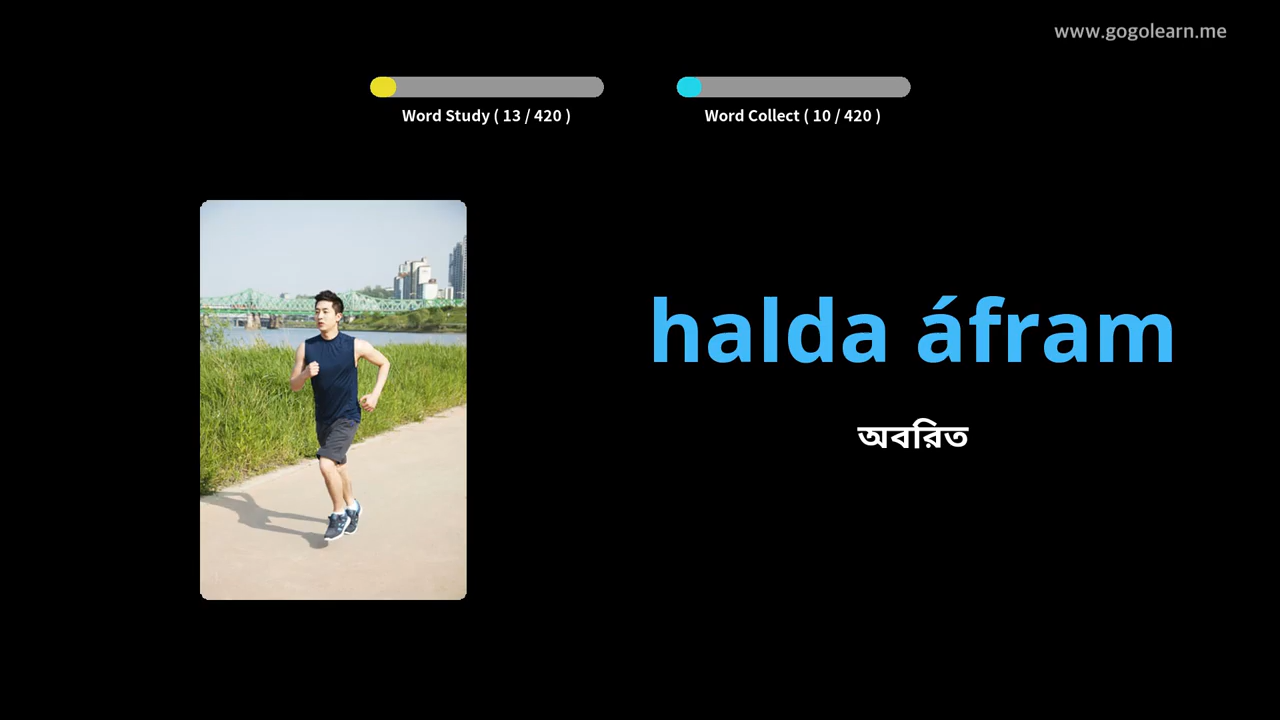 www.gogolearn.me
Word Study ( 13 / 420 )
Word Collect ( 10 / 420 )
halda áfram
অবরিত